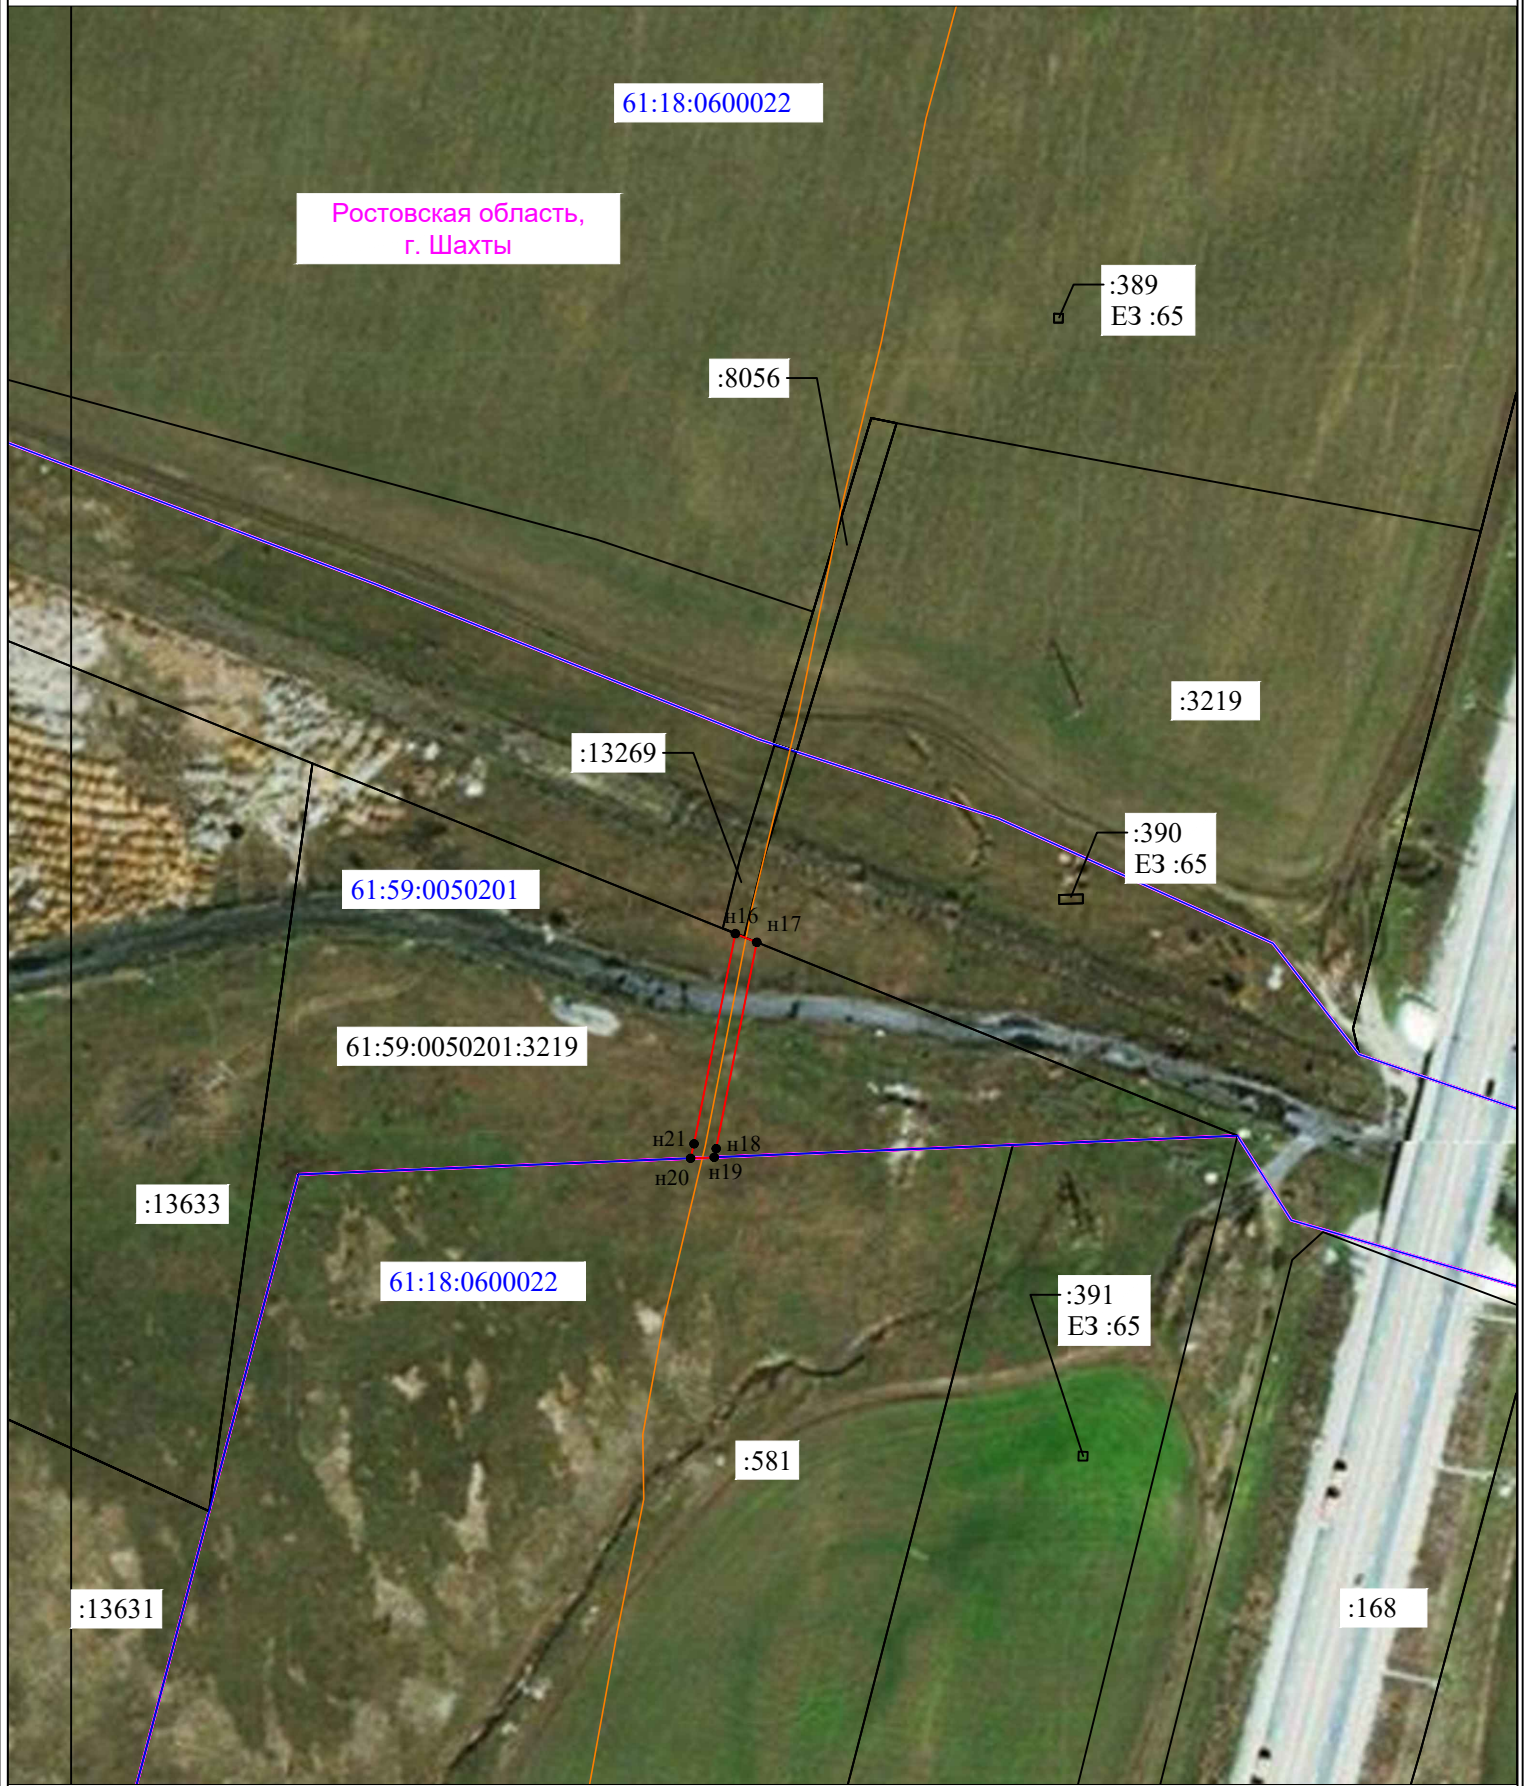 61:18:0600022
Ростовская область,
г. Шахты
:389
ЕЗ :65
:8056
:3219
:13269
:390
ЕЗ :65
61:59:0050201
н16
н17
61:59:0050201:3219
н21
н18
н20
н19
:13633
61:18:0600022
:391
ЕЗ :65
:581
:13631
:168